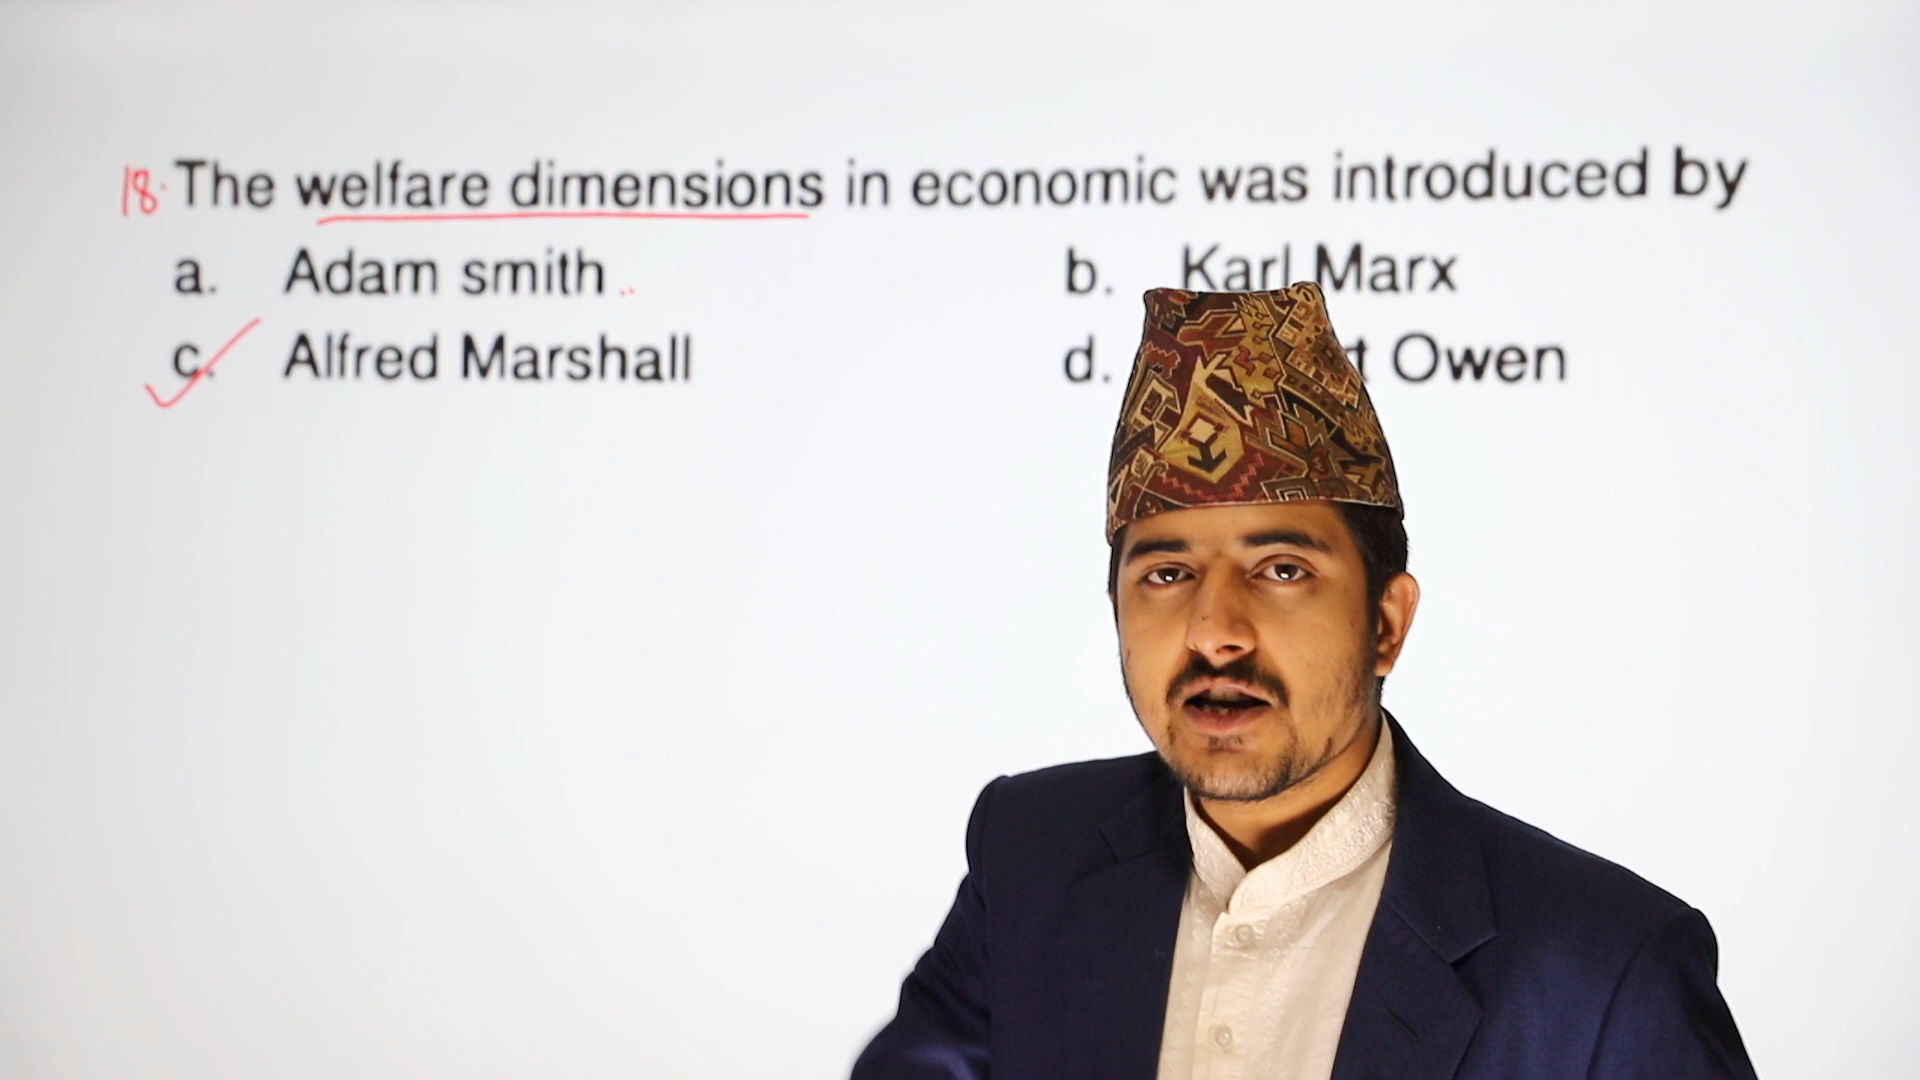 18. The welfare dimensions in economic was introduced by
a. Adam smith b. Karl Marx
c. Alfred Marshall d. Owen